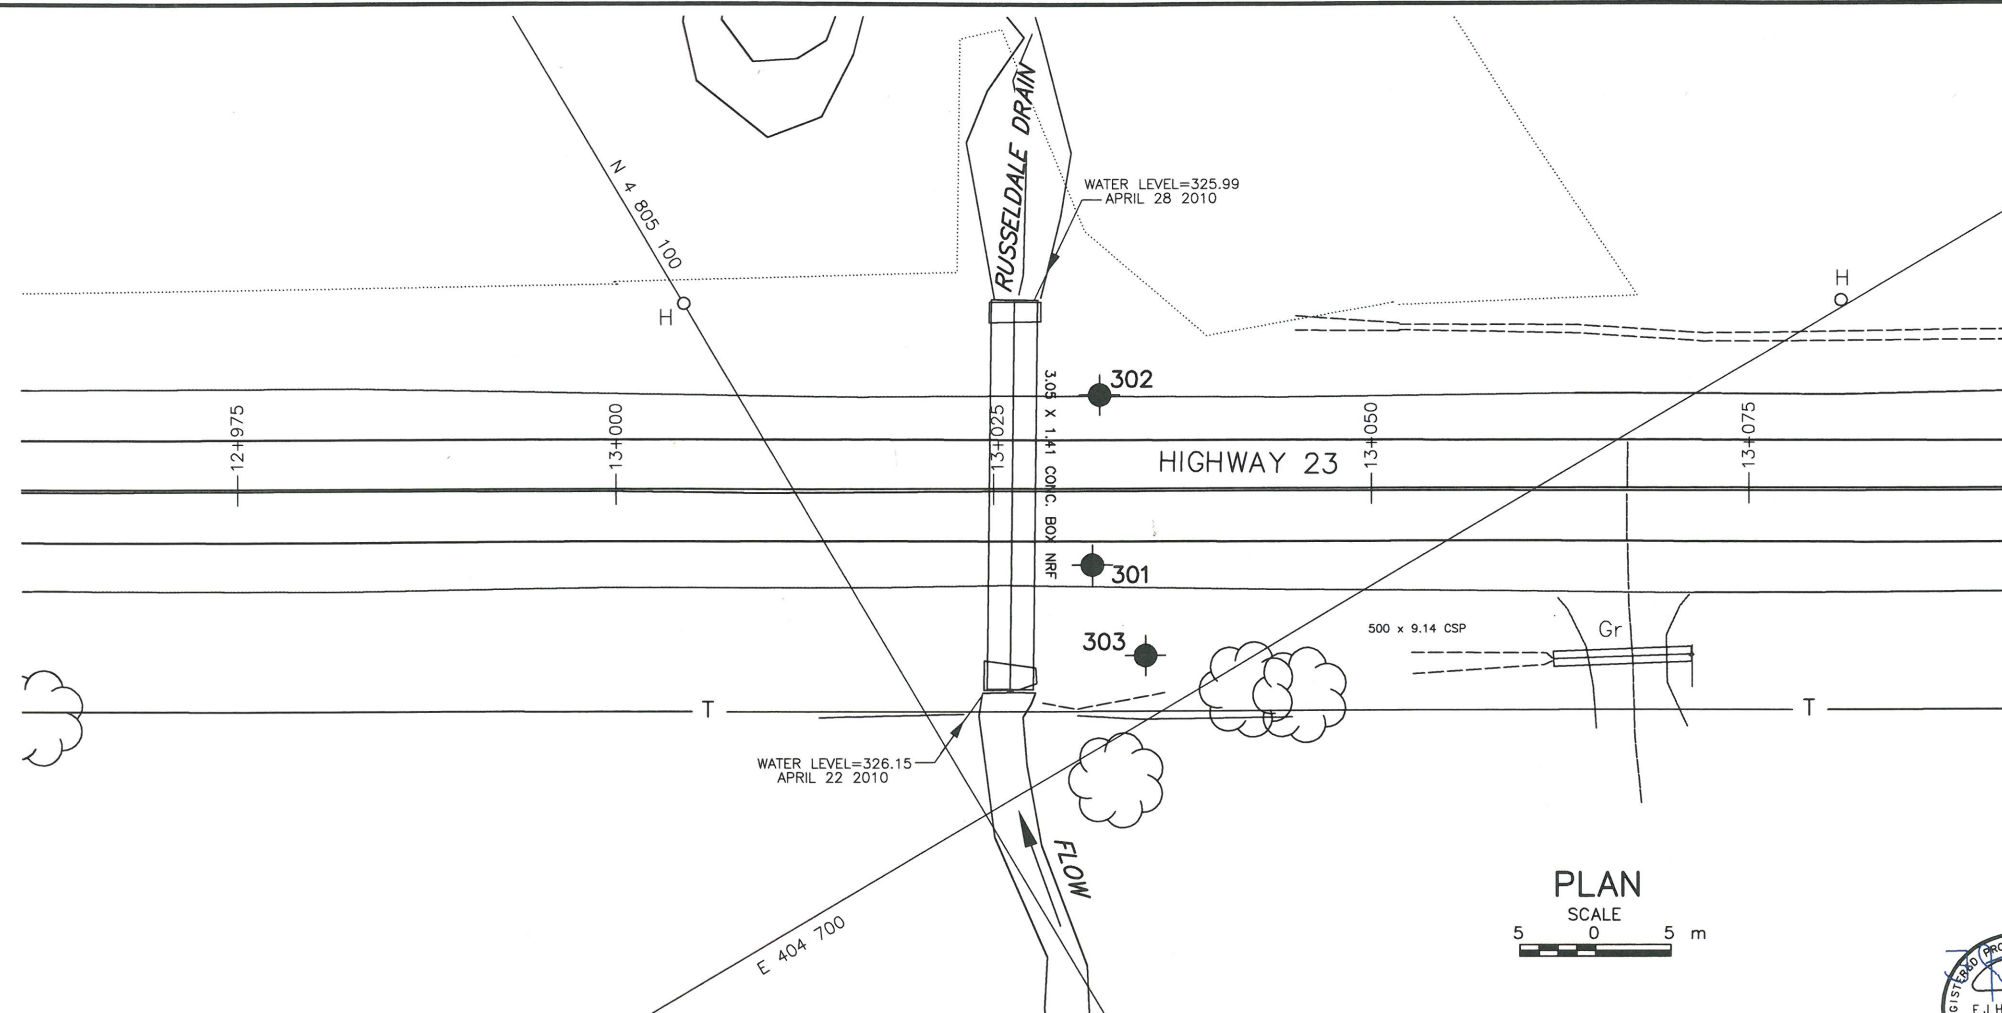 RUSSELDALE DRAIN
N 4 805 100
WATER LEVEL=325.99
APRIL 28 2010
H
H
302
3.05 X 1.41 CONC. BOX NRF
12+975
13+000
13+025
13+050
13+075
HIGHWAY 23
301
303
500 x 9.14 CSP
Gr
T
T
WATER LEVEL=326.15
APRIL 22 2010
FLOW
E 404 700
PLAN
SCALE
5 0 5 m